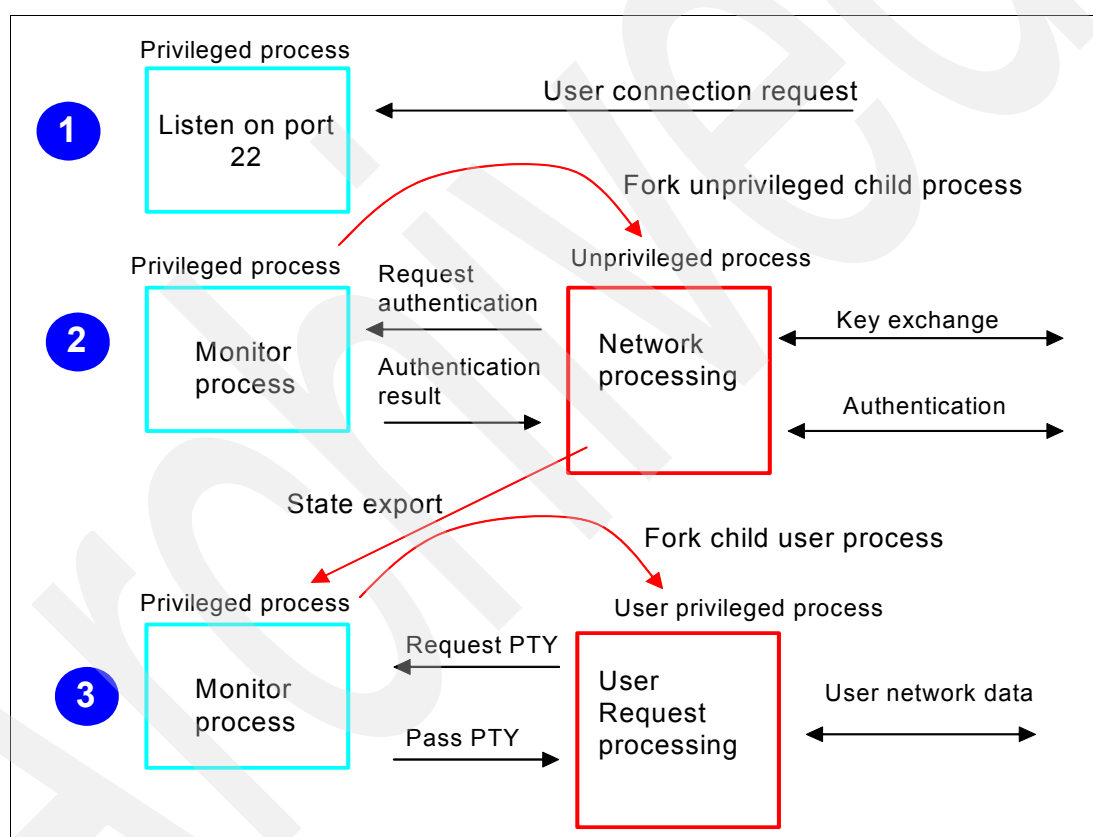 Privileged process
1
Listen on port
22
User connection request
Fork unprivileged child process
Privileged process
Unprivileged process
2
Monitor
process
Request
authentication
Authentication
result
Network
processing
Key exchange
Authentication
State export
Fork child user process
Privileged process
User privileged process
3
Monitor
process
Request PTY
Pass PTY
User
Request
processing
User network data
Archived